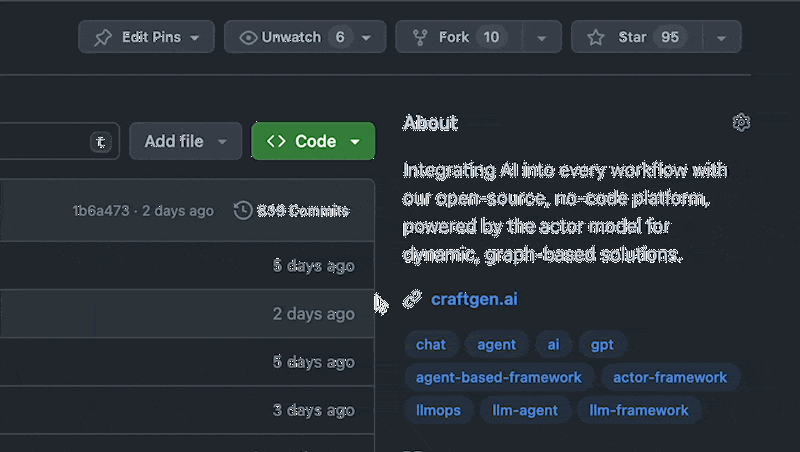 Edit Pins Unwatch 6 Fork 10 Star 95
t Add file <> Code
1b6a473 · 2 days ago 699 Commits
5 days ago
2 days ago
5 days ago
3 days ago
About
Integrating AI into every workflow with
our open-source, no-code platform,
powered by the actor model for
dynamic, graph-based solutions.
craftgen.ai
chat agent ai gpt
agent-based-framework actor-framework
llmops llm-agent llm-framework